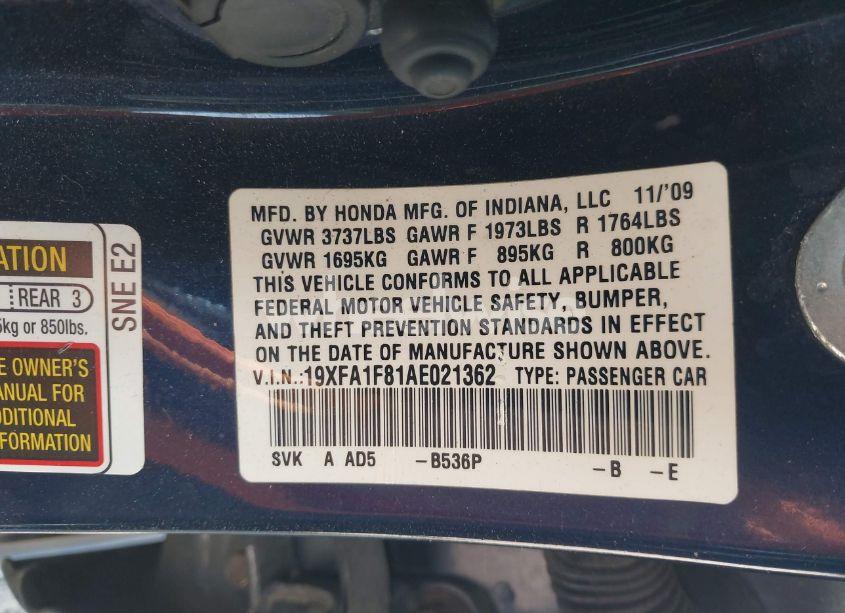 MFD. BY HONDA MFG. OF INDIANA, LLC 11/'09
GVWR 3737LBS GAWR F 1973LBS R 1764LBS
GVWR 1695KG GAWR F 895KG R 800KG
THIS VEHICLE CONFORMS TO ALL APPLICABLE
FEDERAL MOTOR VEHICLE SAFETY, BUMPER,
AND THEFT PREVENTION STANDARDS IN EFFECT
ON THE DATE OF MANUFACTURE SHOWN ABOVE.
V.I.N.:19XFA1F81AE021362 TYPE: PASSENGER CAR
SVK A AD5 -B536P -B -E
ATION
REAR 3
5kg or 850lbs.
SNE E2
E OWNER'S
ANUAL FOR
DDITIONAL
FORMATION